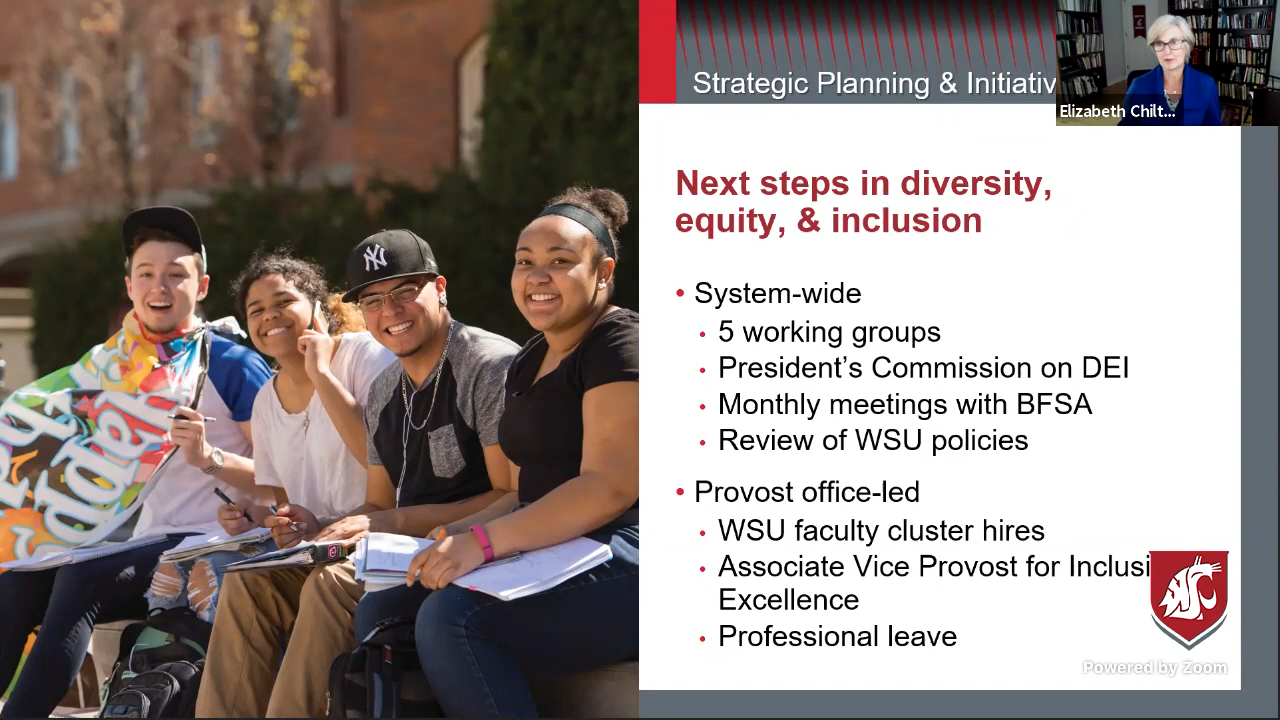 Strategic Planning & Initiativ
Elizabeth Chilt...
Next steps in diversity,
equity, & inclusion
• System-wide
• 5 working groups
• President’s Commission on DEI
• Monthly meetings with BFSA
• Review of WSU policies
• Provost office-led
• WSU faculty cluster hires
• Associate Vice Provost for Inclusi
Excellence
• Professional leave
Powered by Zoom
NY